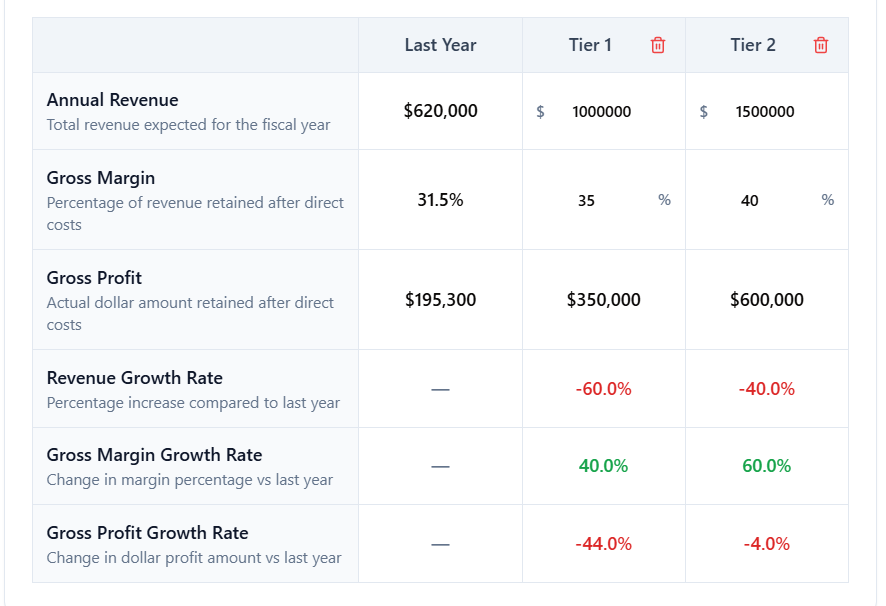 Last Year Tier 1 Tier 2
Annual Revenue
Total revenue expected for the fiscal year
$620,000 $ 1000000 $ 1500000
Gross Margin
Percentage of revenue retained after direct
costs
31.5% 35 % 40 %
Gross Profit
Actual dollar amount retained after direct
costs
$195,300 $350,000 $600,000
Revenue Growth Rate
Percentage increase compared to last year
— -60.0% -40.0%
Gross Margin Growth Rate
Change in margin percentage vs last year
— 40.0% 60.0%
Gross Profit Growth Rate
Change in dollar profit amount vs last year
— -44.0% -4.0%